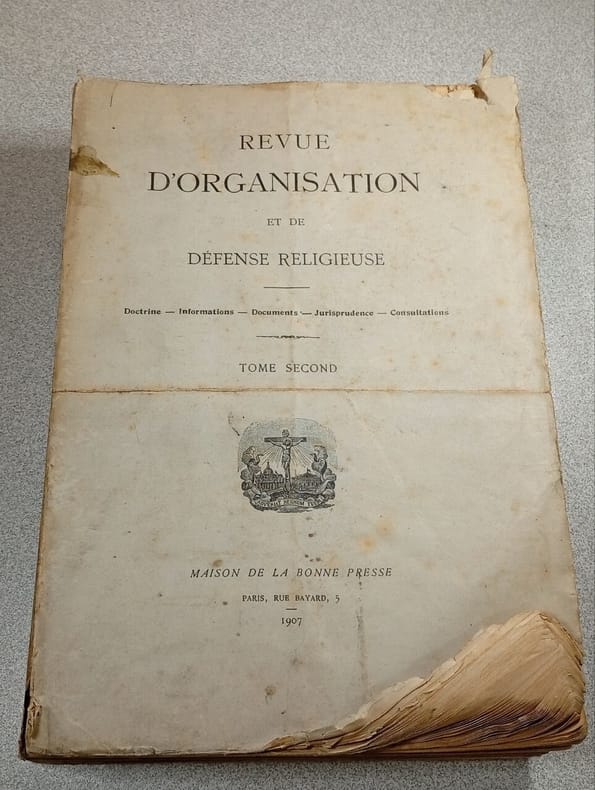 REVUE
D'ORGANISATION
ET DE
DÉFENSE RELIGIEUSE
Doctrine — Informations — Documents — Jurisprudence — Consultations
TOME SECOND
MAISON DE LA BONNE PRESSE
PARIS, RUE BAYARD, 5
1907